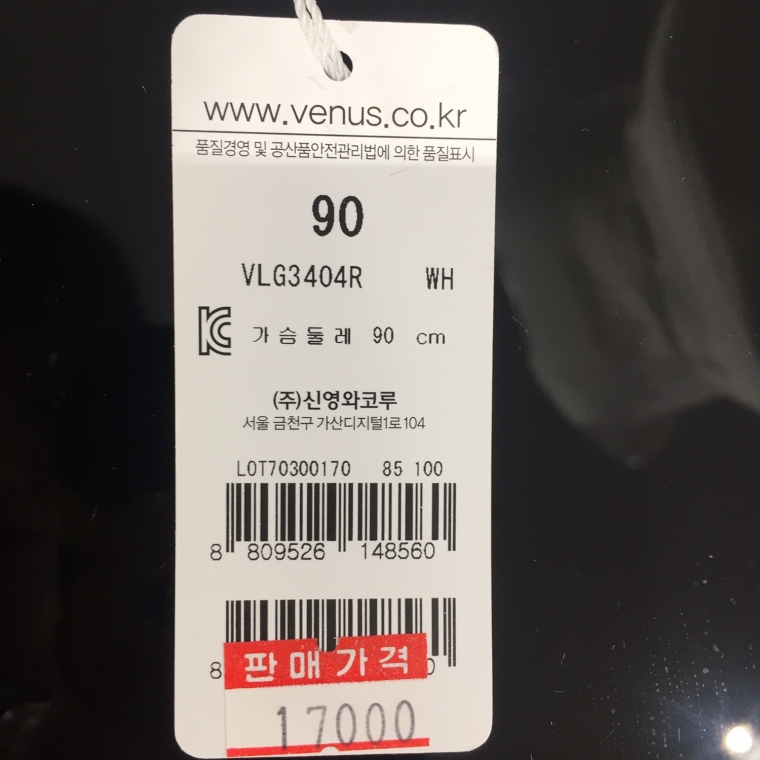 www.venus.co.kr
품질경영 및 공산품안전관리법에 의한 품질표시
90
VLG3404R WH
가슴둘레 90 cm
(주)신영와코루
서울 금천구 가산디지털1로 104
LOT70300170 85 100
8 809526 148560
8 0
판매가격
17000